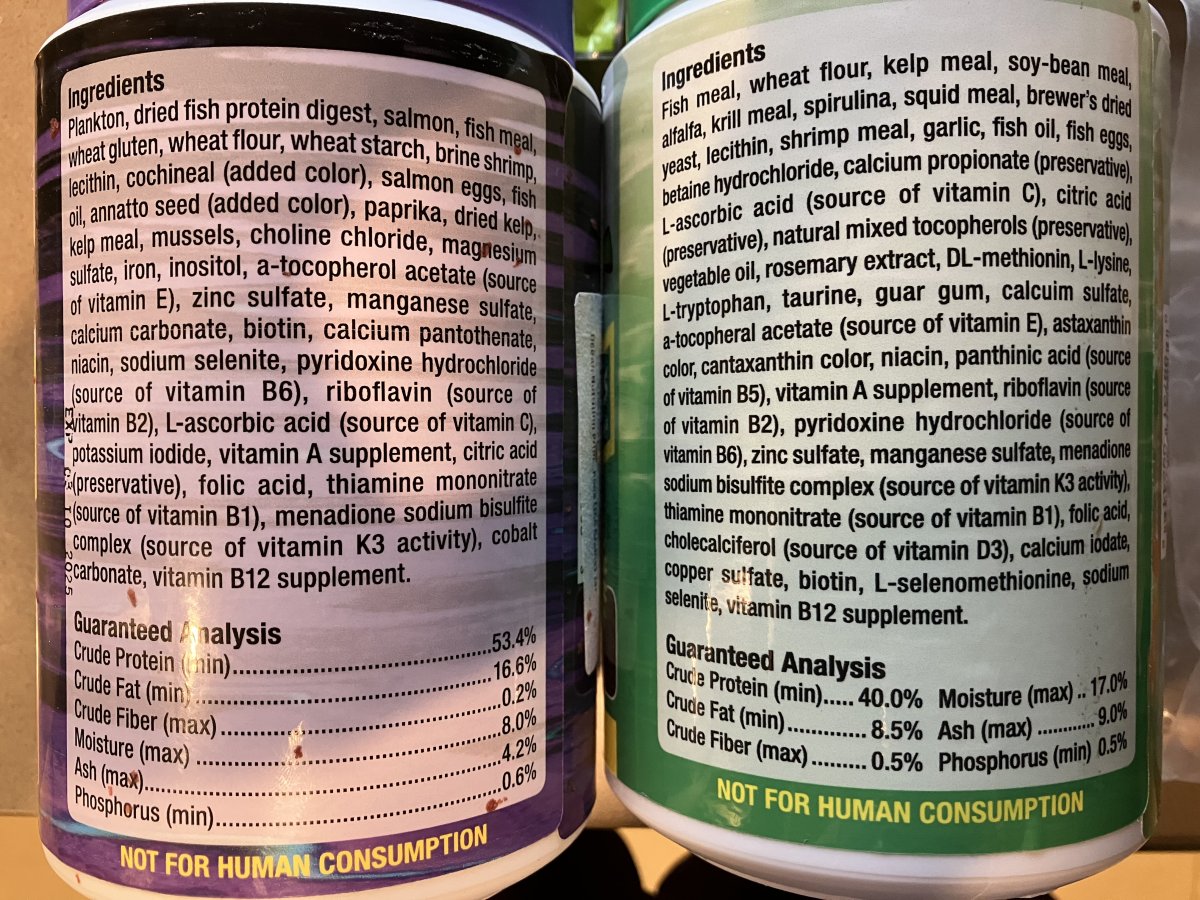 Ingredients
Plankton, dried fish protein digest, salmon, fish meal,
wheat gluten, wheat flour, wheat starch, brine shrimp,
lecithin, cochineal (added color), salmon eggs, fish
oil, annatto seed (added color), paprika, dried kelp,
kelp meal, mussels, choline chloride, magnesium
sulfate, iron, inositol, a-tocopherol acetate (source
of vitamin E), zinc sulfate, manganese sulfate,
calcium carbonate, biotin, calcium pantothenate,
niacin, sodium selenite, pyridoxine hydrochloride
(source of vitamin B6), riboflavin (source of
vitamin B2), L-ascorbic acid (source of vitamin C),
potassium iodide, vitamin A supplement, citric acid
(preservative), folic acid, thiamine mononitrate
(source of vitamin B1), menadione sodium bisulfite
complex (source of vitamin K3 activity), cobalt
carbonate, vitamin B12 supplement.
Guaranteed Analysis
Crude Protein (min)....53.4%
Crude Fat (min)....16.6%
Crude Fiber (max)....0.2%
Moisture (max)....8.0%
Ash (max)....4.2%
Phosphorus (min)....0.6%
NOT FOR HUMAN CONSUMPTION
EXP 10 2025
Ingredients
Fish meal, wheat flour, kelp meal, soy-bean meal,
alfalfa, krill meal, spirulina, squid meal, brewer's dried
yeast, lecithin, shrimp meal, garlic, fish oil, fish eggs,
betaine hydrochloride, calcium propionate (preservative),
L-ascorbic acid (source of vitamin C), citric acid
(preservative), natural mixed tocopherols (preservative),
vegetable oil, rosemary extract, DL-methionin, L-lysine,
L-tryptophan, taurine, guar gum, calcuim sulfate,
a-tocopheral acetate (source of vitamin E), astaxanthin
color, cantaxanthin color, niacin, panthinic acid (source
of vitamin B5), vitamin A supplement, riboflavin (source
of vitamin B2), pyridoxine hydrochloride (source of
vitamin B6), zinc sulfate, manganese sulfate, menadione
sodium bisulfite complex (source of vitamin K3 activity),
thiamine mononitrate (source of vitamin B1), folic acid,
cholecalciferol (source of vitamin D3), calcium iodate,
copper sulfate, biotin, L-selenomethionine, sodium
selenite, vitamin B12 supplement.
Guaranteed Analysis
Crude Protein (min)..... 40.0% Moisture (max) .. 17.0%
Crude Fat (min)............. 8.5% Ash (max) ............ 9.0%
Crude Fiber (max).......... 0.5% Phosphorus (min) 0.5%
NOT FOR HUMAN CONSUMPTION